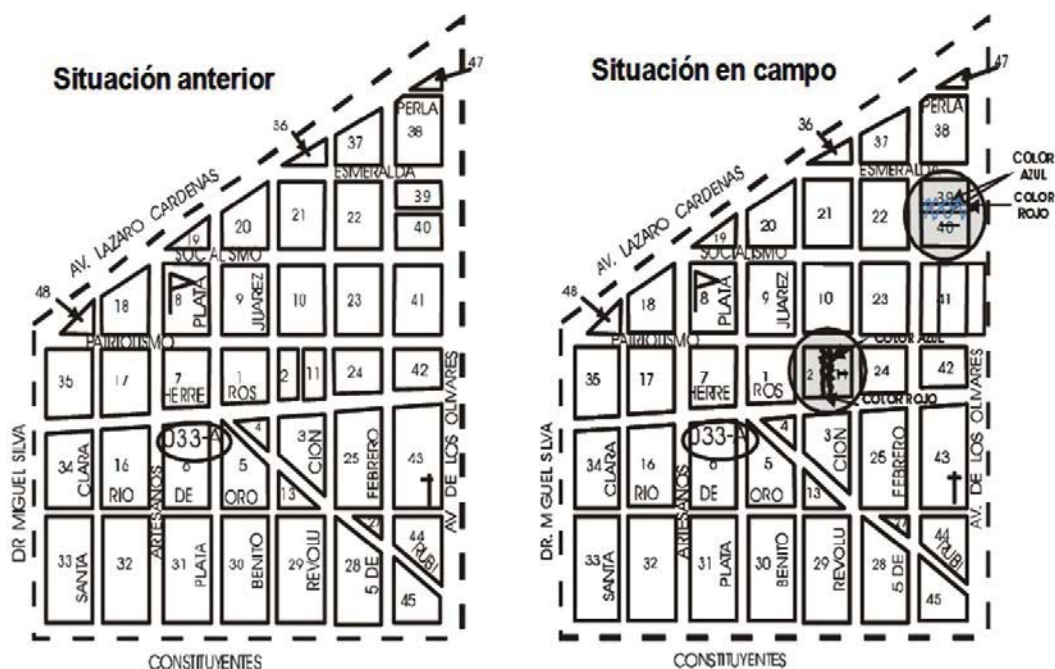 Situación anterior
47
PERLA
36
37
38
ESMERALDA
AV. LAZARO CARDENAS
21
22
39
20
40
19
SOCIALISMO
48
18
8
PLATA
9
JUAREZ
10
23
41
PATRIOTISMO
35
17
7
HERRE
1
ROS
2
11
24
42
AV. DE LOS OLIVARES
DR MIGUEL SILVA
34
CLARA
16
RIO
ARTESANOS
033-A
6
DE
4
5
ORO
3
CION
13
25
FEBRERO
43
27
44
RUBI
33
SANTA
32
31
PLATA
30
BENITO
29
REVOLU
28
5 DE
45
CONSTITUYENTES
Situación en campo
47
PERLA
36
37
38
ESMERALDA
COLOR
AZUL
COLOR
ROJO
AV. LAZARO CARDENAS
21
22
39
20
40
19
SOCIALISMO
48
18
8
PLATA
9
JUAREZ
10
23
41
PATRIOTISMO
COLOR AZUL
35
17
7
HERRE
1
ROS
2
24
42
COLOR ROJO
AV. DE LOS OLIVARES
DR. MIGUEL SILVA
34
CLARA
16
RIO
ARTESANOS
033-A
6
DE
4
5
ORO
3
CION
13
25
FEBRERO
43
44
RUBI
33
SANTA
32
31
PLATA
30
BENITO
29
REVOLU
28
5 DE
45
CONSTITUYENTES